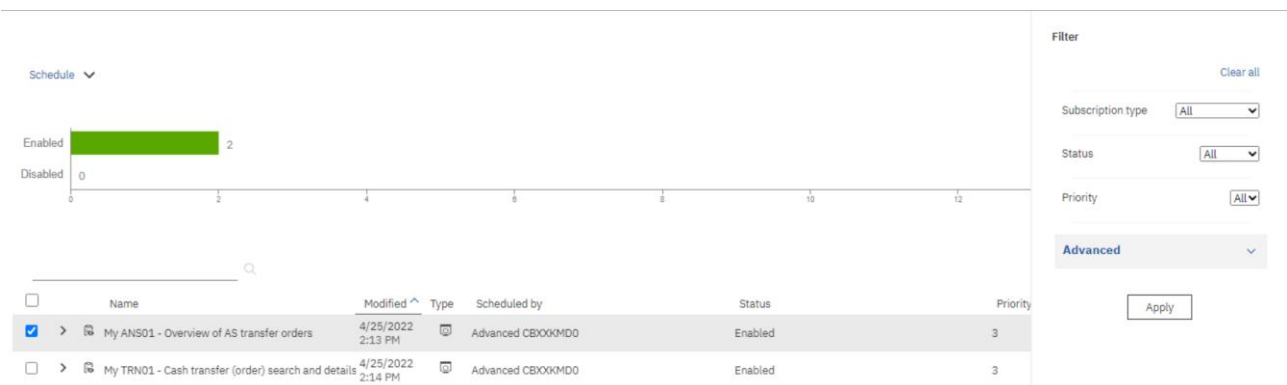 Filter
Clear all
Schedule
Subscription type All
Enabled 2
Status All
Disabled 0
0 2 4 6 8 10 12
Priority All
Advanced
Name Modified Type Scheduled by Status Priority
Apply
My ANS01 - Overview of AS transfer orders 4/25/2022 2:13 PM Advanced CBXXKMD0 Enabled 3
My TRN01 - Cash transfer (order) search and details 4/25/2022 2:14 PM Advanced CBXXKMD0 Enabled 3